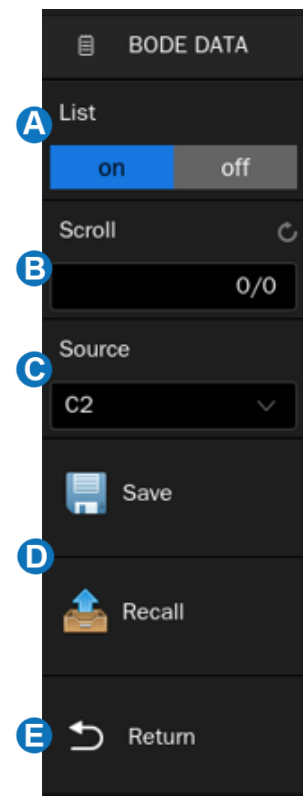 BODE DATA
A
List
on off
Scroll
B
0/0
Source
C
C2
Save
D
Recall
E
Return